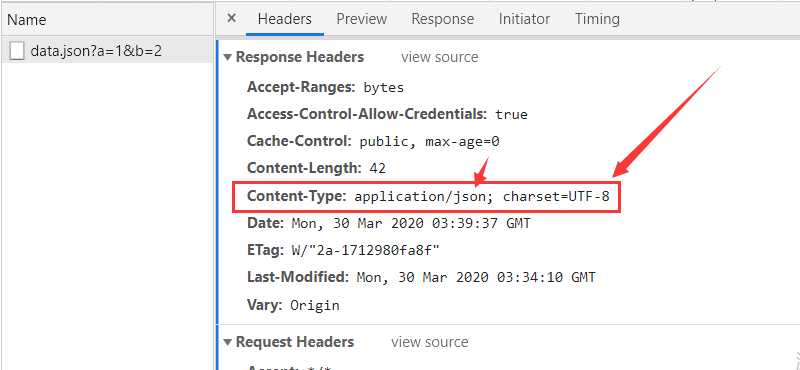 Name
× Headers Preview Response Initiator Timing
data.json?a=1&b=2
▼ Response Headers view source
Accept-Ranges: bytes
Access-Control-Allow-Credentials: true
Cache-Control: public, max-age=0
Content-Length: 42
Content-Type: application/json; charset=UTF-8
Date: Mon, 30 Mar 2020 03:39:37 GMT
ETag: W/"2a-1712980fa8f"
Last-Modified: Mon, 30 Mar 2020 03:34:10 GMT
Vary: Origin
▼ Request Headers view source
Accept: */*